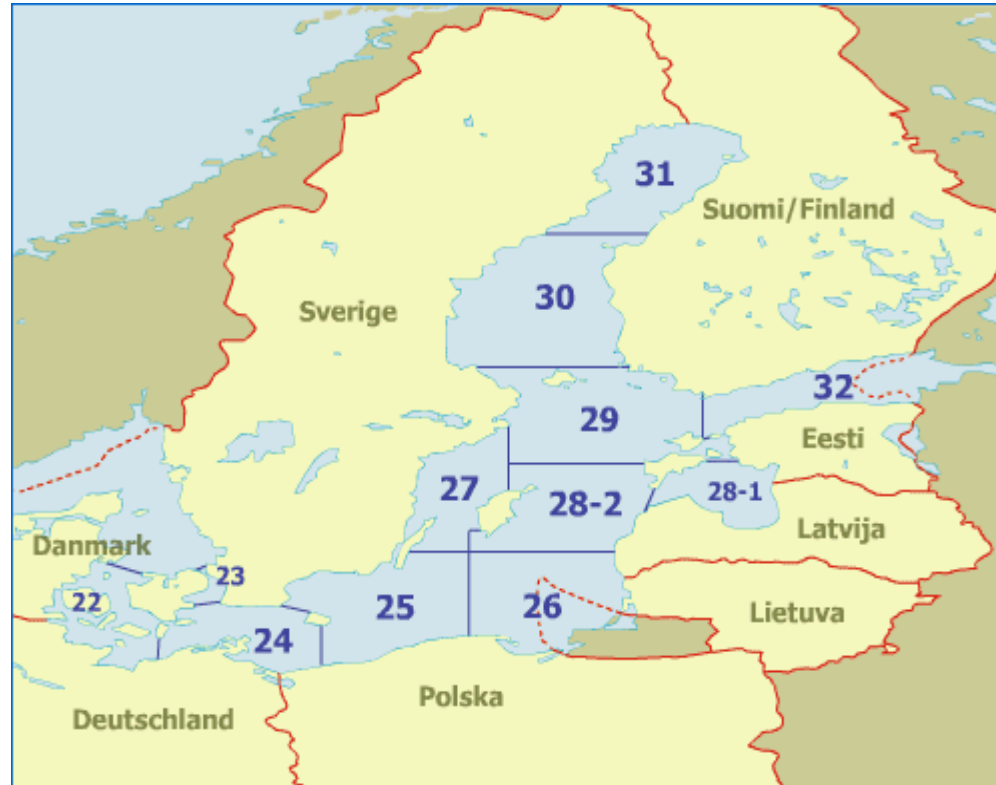 31
Suomi/Finland
30
Sverige
32
29
Eesti
27
28-2
28-1
Latvija
Danmark
23
22
25
26
Lietuva
24
Polska
Deutschland